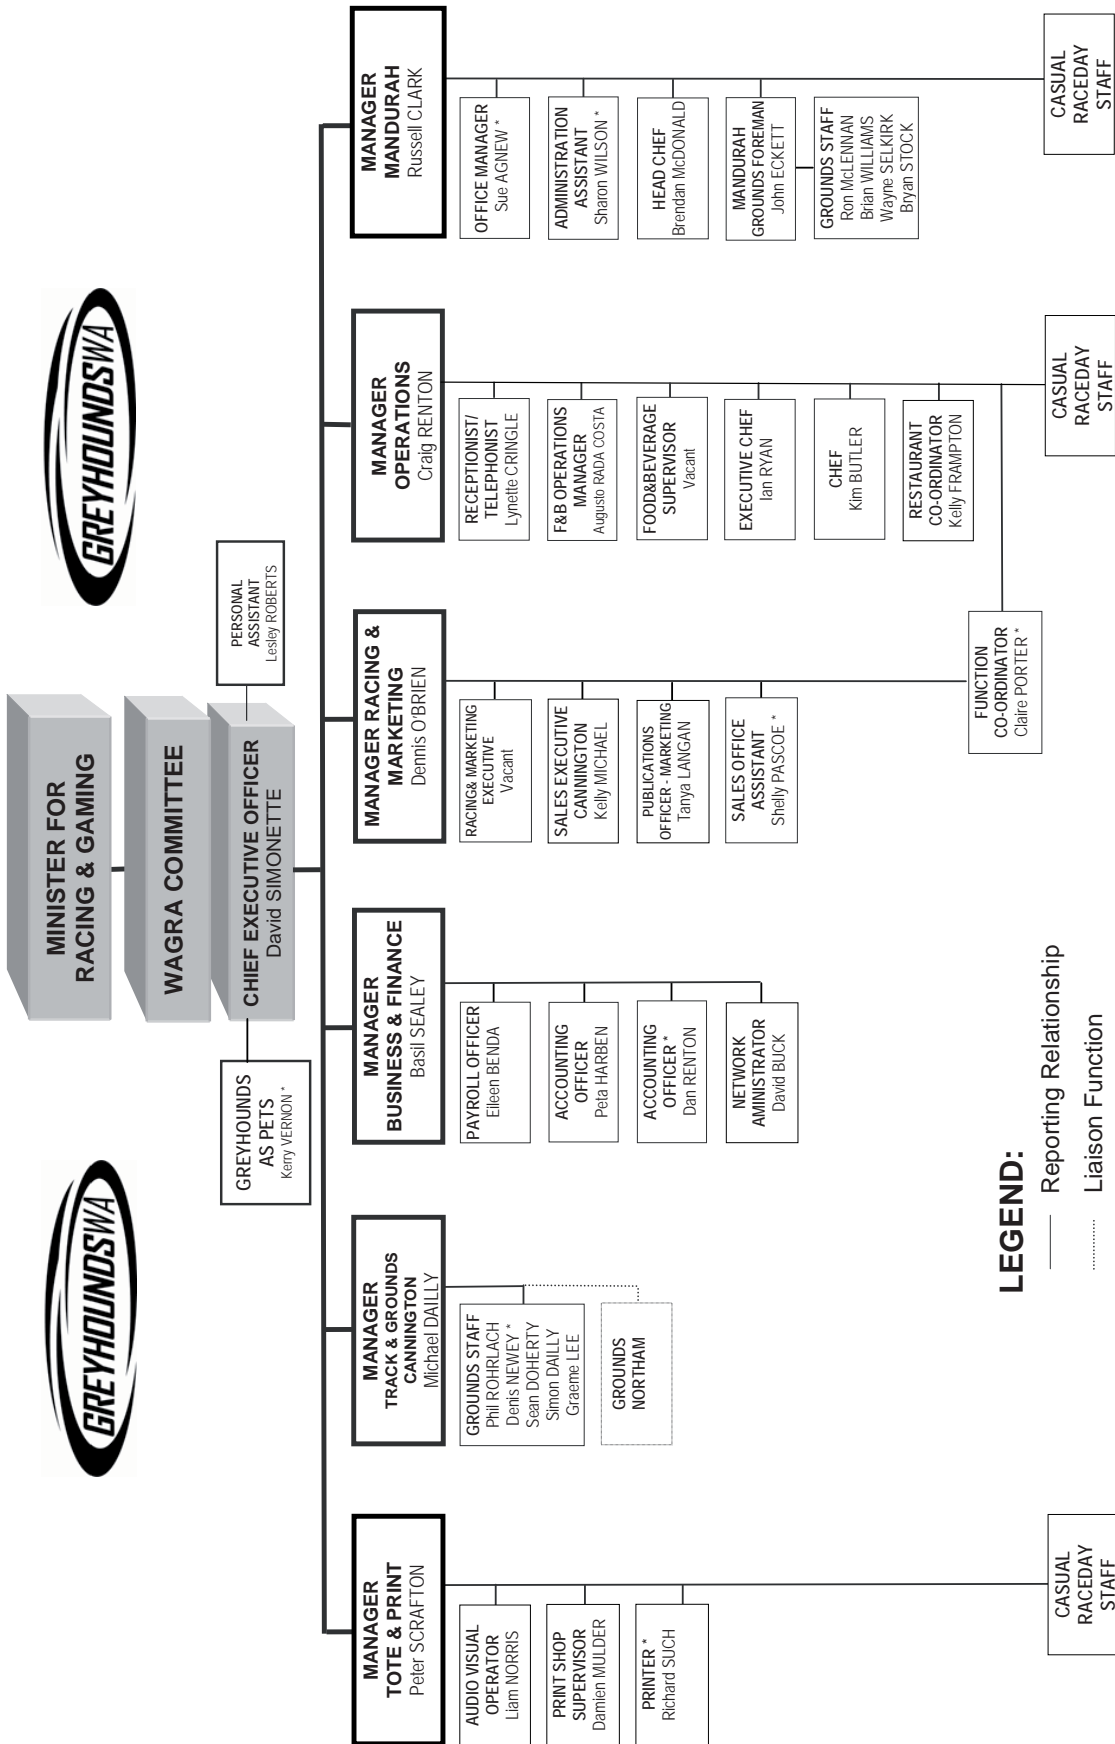 GREYHOUNDSWA
GREYHOUNDSWA
MINISTER FOR
RACING & GAMING
WAGRA COMMITTEE
CHIEF EXECUTIVE OFFICER
David SIMONETTE
GREYHOUNDS
AS PETS
Kerry VERNON *
PERSONAL
ASSISTANT
Lesley ROBERTS
MANAGER
TOTE & PRINT
Peter SCRAFTON
AUDIO VISUAL
OPERATOR
Liam NORRIS
PRINT SHOP
SUPERVISOR
Damien MULDER
PRINTER *
Richard SUCH
CASUAL
RACEDAY
STAFF
MANAGER
TRACK & GROUNDS
CANNINGTON
Michael DAILLY
GROUNDS STAFF
Phil ROHRLACH
Denis NEWEY *
Sean DOHERTY
Simon DAILLY
Graeme LEE
GROUNDS
NORTHAM
MANAGER
BUSINESS & FINANCE
Basil SEALEY
PAYROLL OFFICER
Eileen BENDA
ACCOUNTING
OFFICER
Peta HARBEN
ACCOUNTING
OFFICER *
Dan RENTON
NETWORK
AMINISTRATOR
David BUCK
MANAGER RACING &
MARKETING
Dennis O'BRIEN
RACING& MARKETING
EXECUTIVE
Vacant
SALES EXECUTIVE
CANNINGTON
Kelly MICHAEL
PUBLICATIONS
OFFICER - MARKETING
Tanya LANGAN
SALES OFFICE
ASSISTANT
Shelly PASCOE *
FUNCTION
CO-ORDINATOR
Claire PORTER *
MANAGER
OPERATIONS
Craig RENTON
RECEPTIONIST/
TELEPHONIST
Lynette CRINGLE
F&B OPERATIONS
MANAGER
Augusto RADA COSTA
FOOD&BEVERAGE
SUPERVISOR
Vacant
EXECUTIVE CHEF
Ian RYAN
CHEF
Kim BUTLER
RESTAURANT
CO-ORDINATOR
Kelly FRAMPTON
CASUAL
RACEDAY
STAFF
MANAGER
MANDURAH
Russell CLARK
OFFICE MANAGER
Sue AGNEW *
ADMINISTRATION
ASSISTANT
Sharon WILSON *
HEAD CHEF
Brendan McDONALD
MANDURAH
GROUNDS FOREMAN
John ECKETT
GROUNDS STAFF
Ron McLENNAN
Brian WILLIAMS
Wayne SELKIRK
Bryan STOCK
CASUAL
RACEDAY
STAFF
LEGEND:
Reporting Relationship
Liaison Function